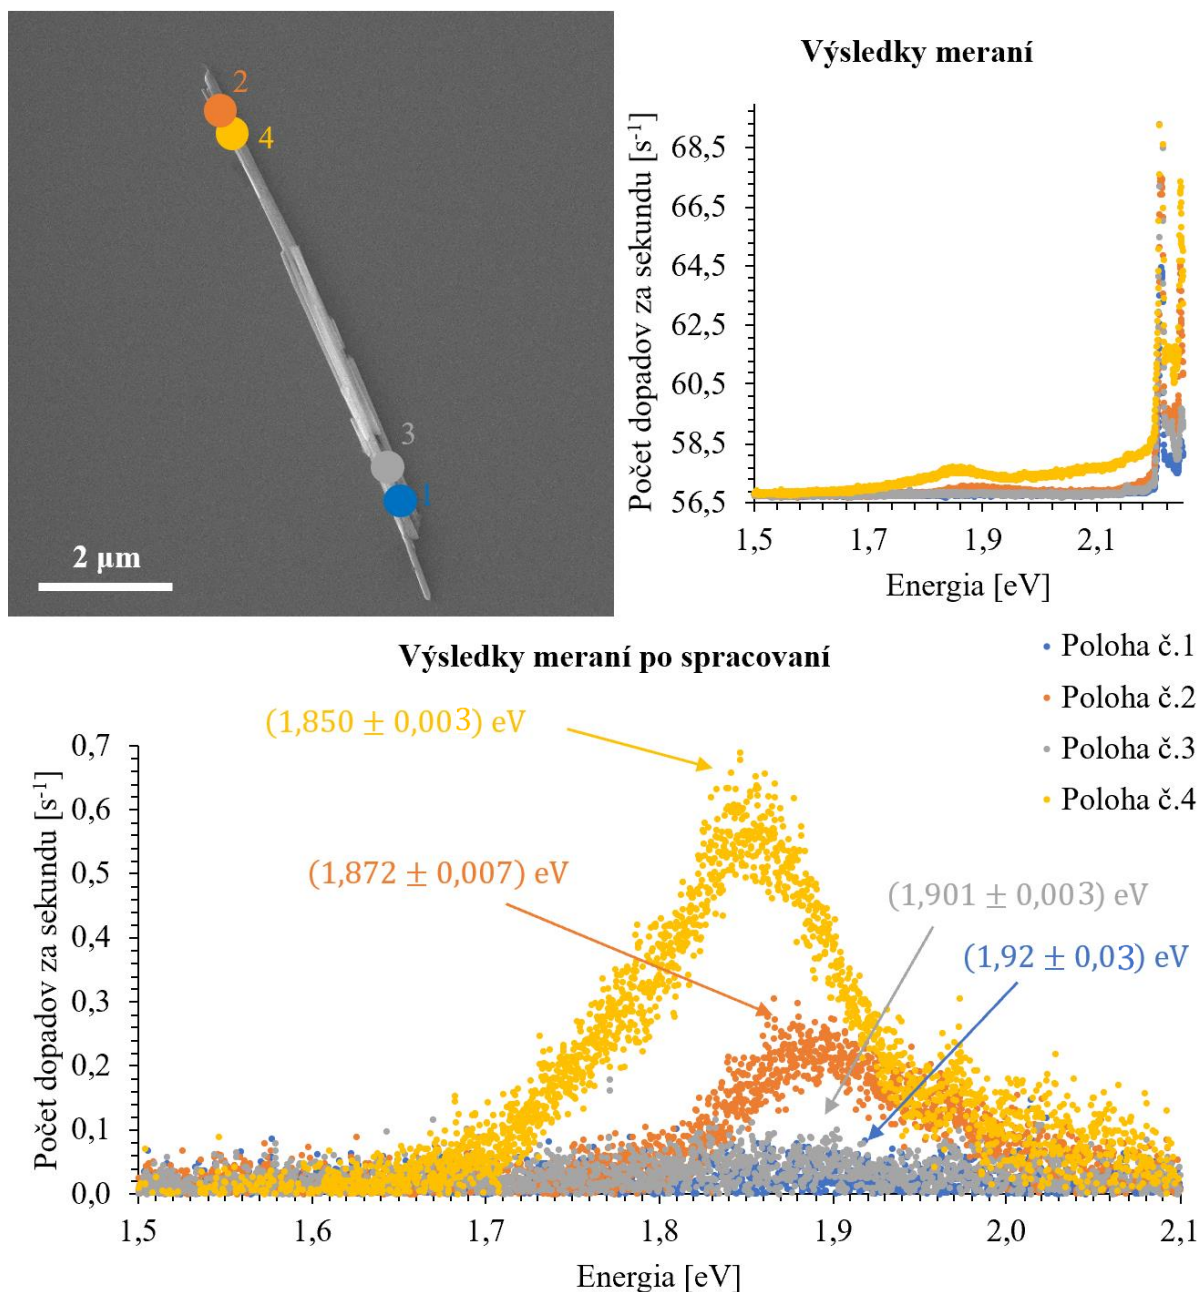 2
4
3
1
2 µm
Výsledky meraní
Počet dopadov za sekundu [s⁻¹]
68,5
66,5
64,5
62,5
60,5
58,5
56,5
1,5 1,7 1,9 2,1
Energia [eV]
Výsledky meraní po spracovaní
Poloha č.1
Poloha č.2
Poloha č.3
Poloha č.4
(1,850 ± 0,003) eV
(1,872 ± 0,007) eV
(1,901 ± 0,003) eV
(1,92 ± 0,03) eV
Počet dopadov za sekundu [s⁻¹]
0,7
0,6
0,5
0,4
0,3
0,2
0,1
0,0
1,5 1,6 1,7 1,8 1,9 2,0 2,1
Energia [eV]